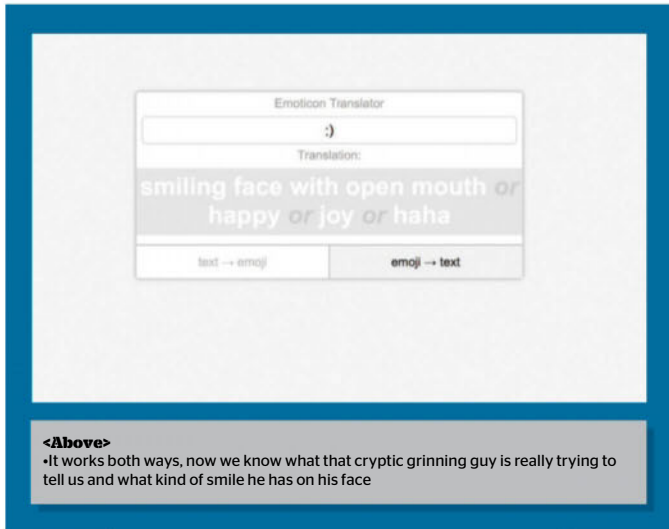 Emoticon Translator
:)
Translation:
smiling face with open mouth or
happy or joy or haha
text → emoji
emoji → text
<Above>
•It works both ways, now we know what that cryptic grinning guy is really trying to
tell us and what kind of smile he has on his face